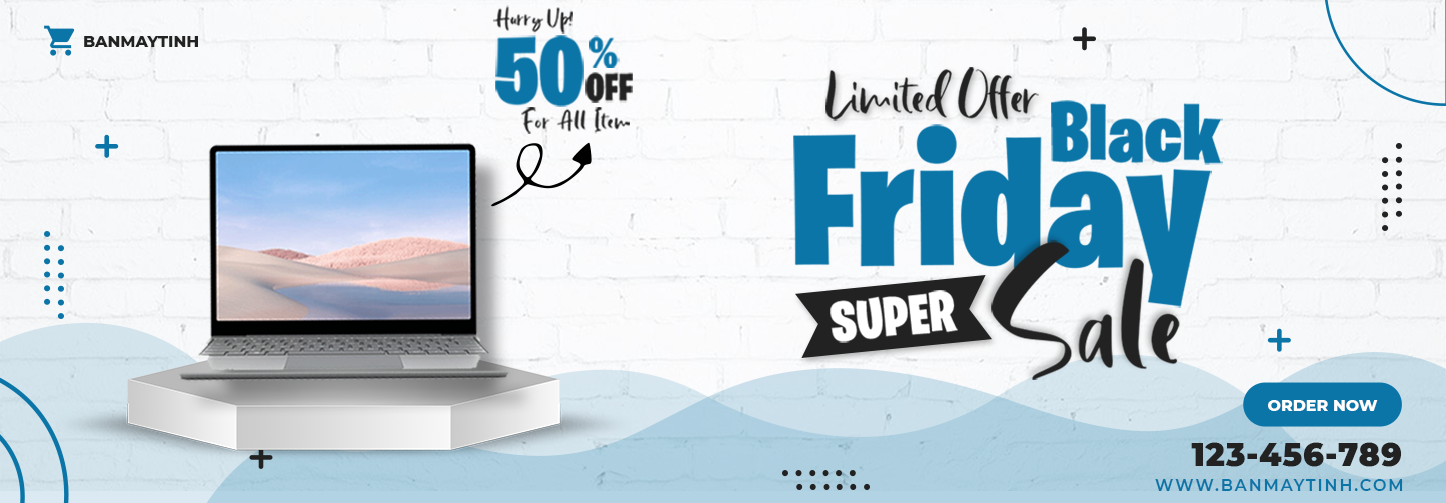 BANMAYTINH
Hurry Up!
50%
OFF
For All Item
Limited Offer
Black
Friday
SUPER
Sale
ORDER NOW
123-456-789
WWW.BANMAYTINH.COM